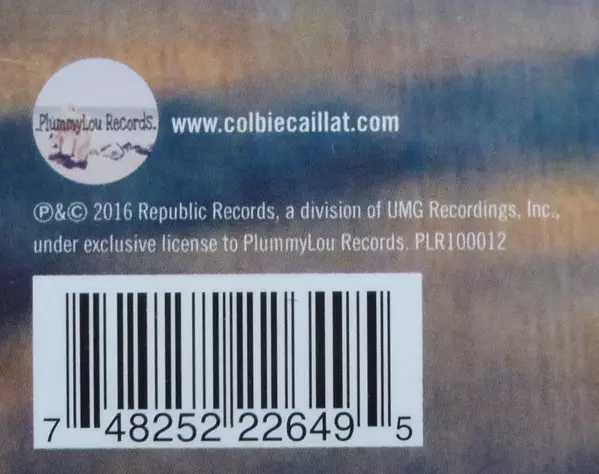 PlummyLou Records.
www.colbiecaillat.com
℗&© 2016 Republic Records, a division of UMG Recordings, Inc.,
under exclusive license to PlummyLou Records. PLR100012
7 48252 22649 5